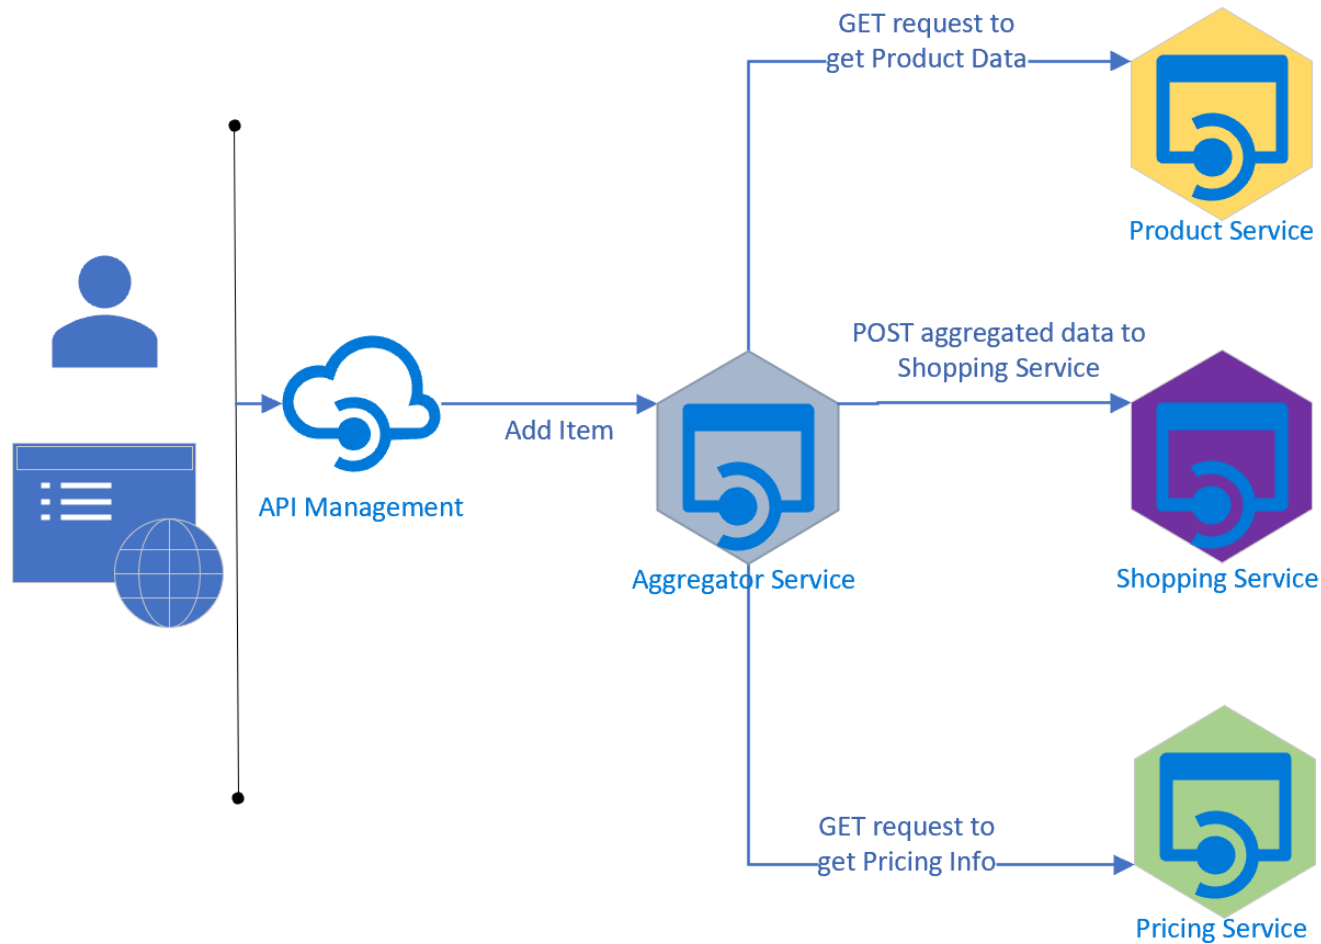 GET request to
get Product Data
Product Service
POST aggregated data to
Shopping Service
Add Item
API Management
Aggregator Service
Shopping Service
GET request to
get Pricing Info
Pricing Service